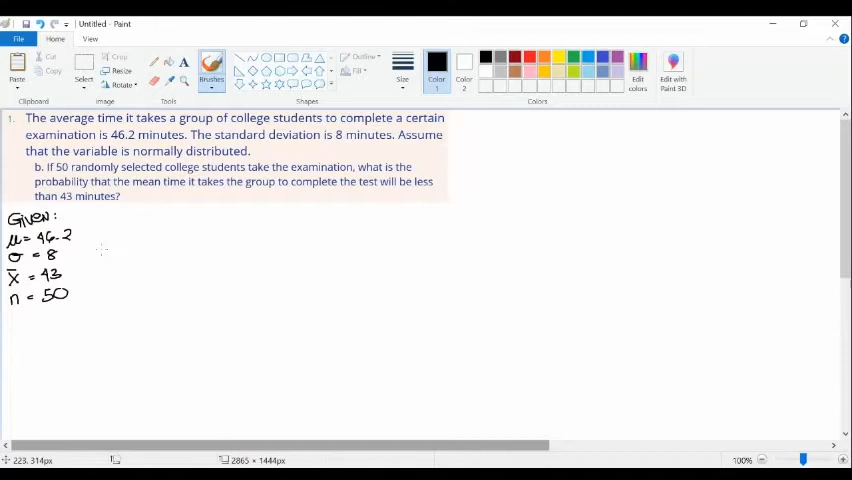 Untitled - Paint
File
Home
View
Paste
Cut
Copy
Clipboard
Select
Crop
Resize
Rotate
Image
Tools
Brushes
Outline
Fill
Shapes
Size
Color
1
Color
2
Edit
colors
Edit with
Paint 3D
Colors
1. The average time it takes a group of college students to complete a certain
examination is 46.2 minutes. The standard deviation is 8 minutes. Assume
that the variable is normally distributed.
b. If 50 randomly selected college students take the examination, what is the
probability that the mean time it takes the group to complete the test will be less
than 43 minutes?
Given:
μ = 46.2
σ = 8
x̄ = 43
n = 50
223, 314px
2865 × 1444px
100%